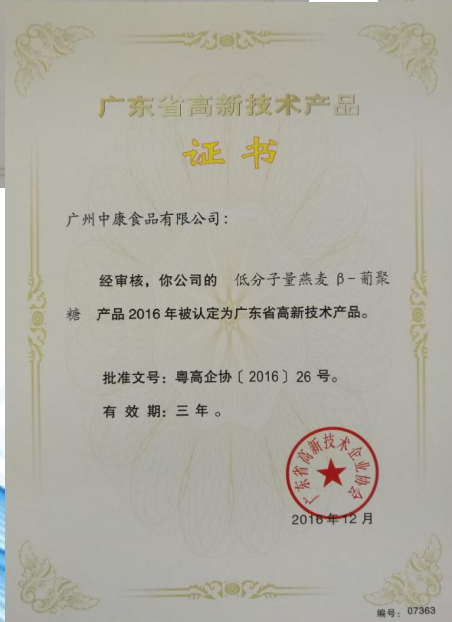 广东省高新技术产品
证书
广州中康食品有限公司：
经审核，你公司的 低分子量燕麦 β-葡聚
糖 产品 2016 年被认定为广东省高新技术产品。
批准文号：粤高企协〔2016〕26 号。
有 效 期：三 年 。
广东省高新技术企业协会
2016 年 12 月
编号： 07363